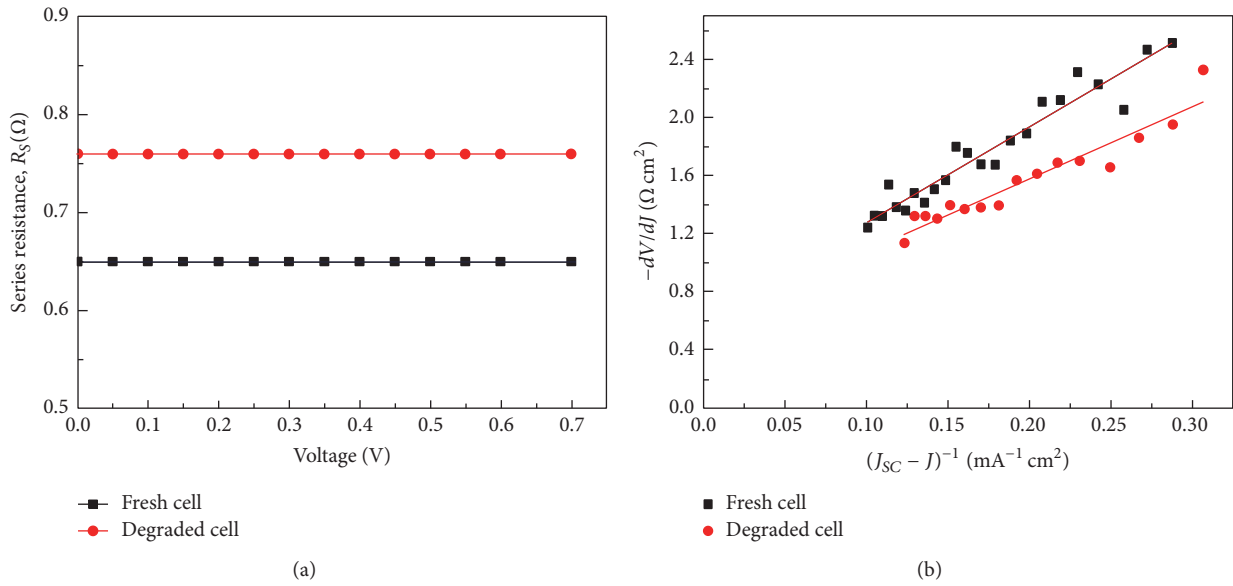 0.9
0.8
0.7
0.6
0.5
Series resistance, R_S(Ω)
0.0 0.1 0.2 0.3 0.4 0.5 0.6 0.7
Voltage (V)
Fresh cell
Degraded cell
(a)
2.4
2.0
1.6
1.2
0.8
0.4
0.0
−dV/dJ (Ω cm²)
0.0 0.05 0.10 0.15 0.20 0.25 0.30
(J_SC − J)⁻¹ (mA⁻¹ cm²)
Fresh cell
Degraded cell
(b)